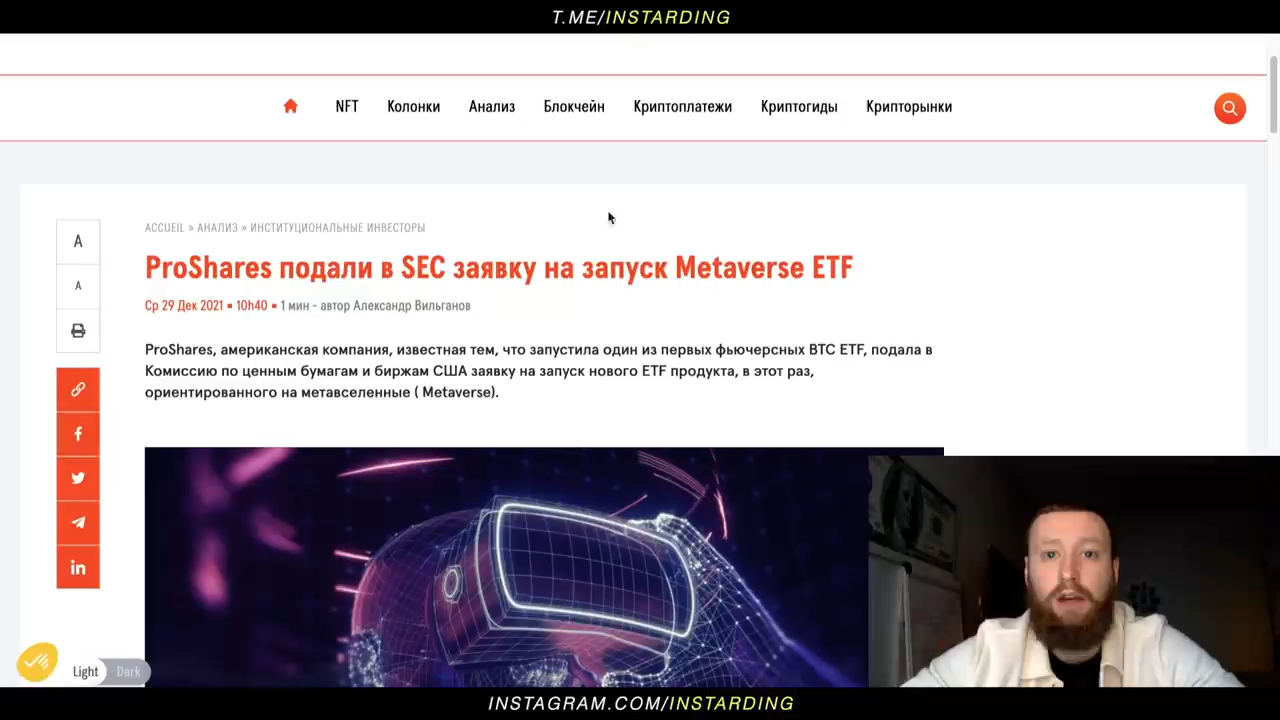 T.ME/INSTARDING
NFT Колонки Анализ Блокчейн Криптоплатежи Криптогиды Крипторынки
ACCUEIL » АНАЛИЗ » ИНСТИТУЦИОНАЛЬНЫЕ ИНВЕСТОРЫ
A
ProShares подали в SEC заявку на запуск Metaverse ETF
A
Ср 29 Дек 2021 ▪ 10h40 ▪ 1 мин - автор Александр Вильганов
ProShares, американская компания, известная тем, что запустила один из первых фьючерсных BTC ETF, подала в
Комиссию по ценным бумагам и биржам США заявку на запуск нового ETF продукта, в этот раз,
ориентированного на метавселенные ( Metaverse).
Light Dark
INSTAGRAM.COM/INSTARDING